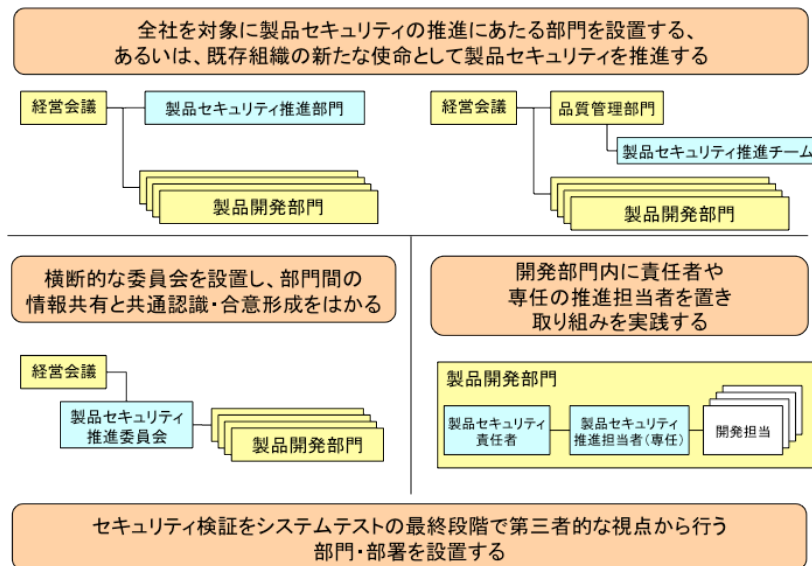 全社を対象に製品セキュリティの推進にあたる部門を設置する、
あるいは、既存組織の新たな使命として製品セキュリティを推進する
経営会議
製品セキュリティ推進部門
製品開発部門
経営会議
品質管理部門
製品セキュリティ推進チーム
製品開発部門
横断的な委員会を設置し、部門間の
情報共有と共通認識・合意形成をはかる
経営会議
製品セキュリティ
推進委員会
製品開発部門
開発部門内に責任者や
専任の推進担当者を置き
取り組みを実践する
製品開発部門
製品セキュリティ
責任者
製品セキュリティ
推進担当者(専任)
開発担当
セキュリティ検証をシステムテストの最終段階で第三者的な視点から行う
部門・部署を設置する